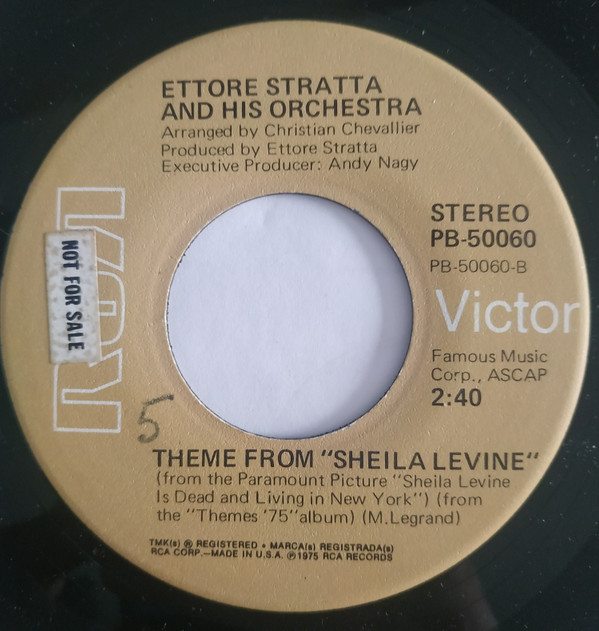 ETTORE STRATTA
AND HIS ORCHESTRA
Arranged by Christian Chevallier
Produced by Ettore Stratta
Executive Producer: Andy Nagy
STEREO
PB-50060
PB-50060-B
RCA
NOT FOR SALE
Victor
Famous Music
Corp., ASCAP
2:40
5
THEME FROM "SHEILA LEVINE"
(from the Paramount Picture "Sheila Levine
Is Dead and Living in New York") (from
the "Themes '75"album) (M.Legrand)
TMK(s) ® REGISTERED • MARCA(s) REGISTRADA(s)
RCA CORP.—MADE IN U.S.A. ℗1975 RCA RECORDS